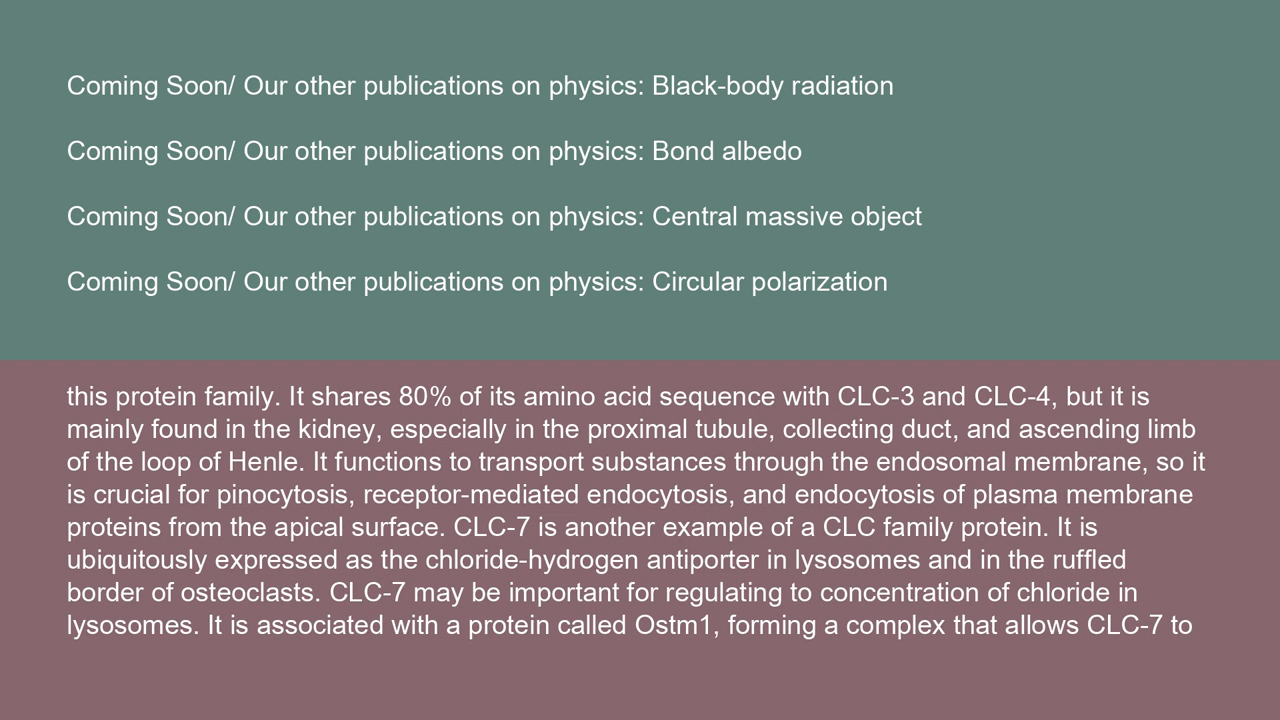 Coming Soon/ Our other publications on physics: Black-body radiation
Coming Soon/ Our other publications on physics: Bond albedo
Coming Soon/ Our other publications on physics: Central massive object
Coming Soon/ Our other publications on physics: Circular polarization
this protein family. It shares 80% of its amino acid sequence with CLC-3 and CLC-4, but it is
mainly found in the kidney, especially in the proximal tubule, collecting duct, and ascending limb
of the loop of Henle. It functions to transport substances through the endosomal membrane, so it
is crucial for pinocytosis, receptor-mediated endocytosis, and endocytosis of plasma membrane
proteins from the apical surface. CLC-7 is another example of a CLC family protein. It is
ubiquitously expressed as the chloride-hydrogen antiporter in lysosomes and in the ruffled
border of osteoclasts. CLC-7 may be important for regulating to concentration of chloride in
lysosomes. It is associated with a protein called Ostm1, forming a complex that allows CLC-7 to